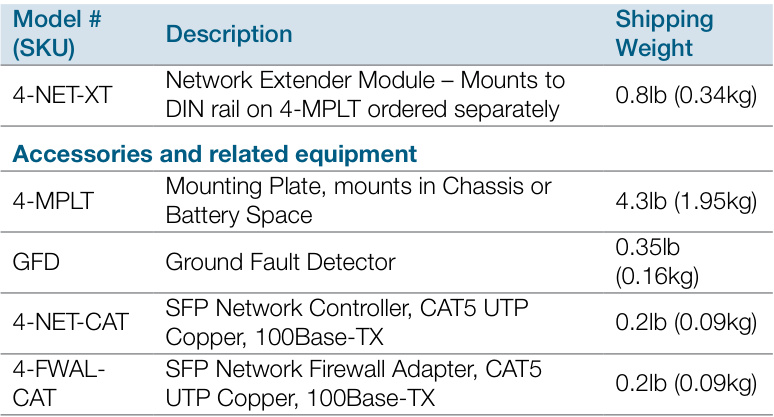 Model #
(SKU)
Description
Shipping
Weight
4-NET-XT
Network Extender Module – Mounts to
DIN rail on 4-MPLT ordered separately
0.8lb (0.34kg)
Accessories and related equipment
4-MPLT
Mounting Plate, mounts in Chassis or
Battery Space
4.3lb (1.95kg)
GFD
Ground Fault Detector
0.35lb
(0.16kg)
4-NET-CAT
SFP Network Controller, CAT5 UTP
Copper, 100Base-TX
0.2lb (0.09kg)
4-FWAL-
CAT
SFP Network Firewall Adapter, CAT5
UTP Copper, 100Base-TX
0.2lb (0.09kg)